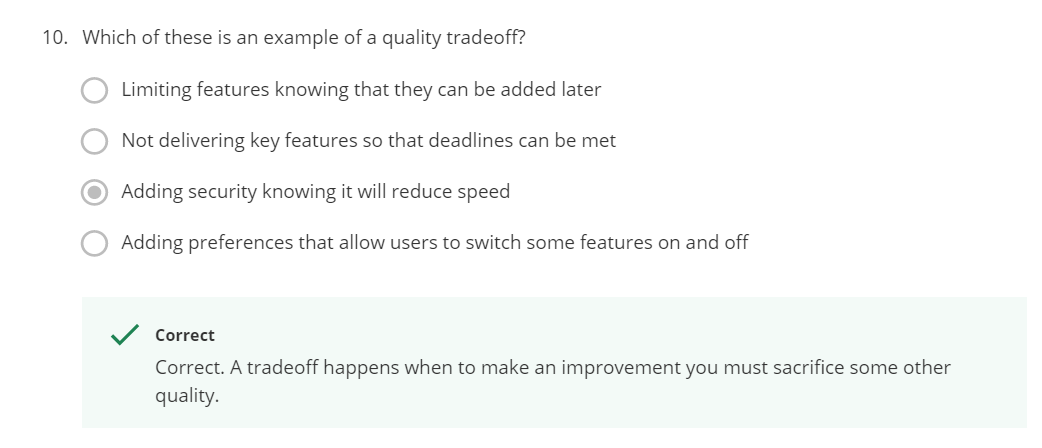 10. Which of these is an example of a quality tradeoff?
Limiting features knowing that they can be added later
Not delivering key features so that deadlines can be met
Adding security knowing it will reduce speed
Adding preferences that allow users to switch some features on and off
Correct
Correct. A tradeoff happens when to make an improvement you must sacrifice some other
quality.